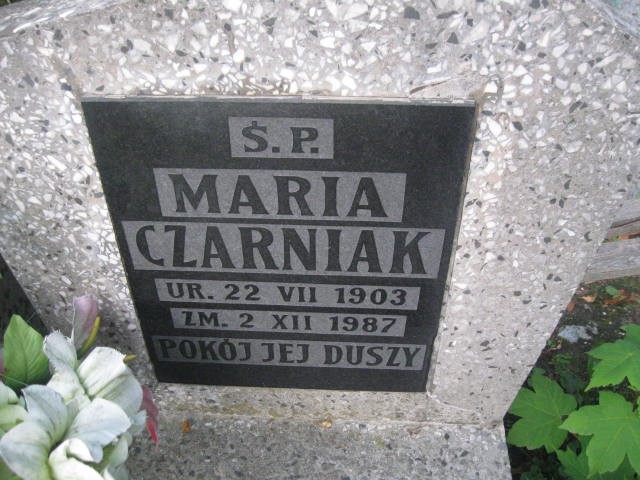 Ś.P.
MARIA
CZARNIAK
UR. 22 VII 1903
ZM. 2 XII 1987
POKÓJ JEJ DUSZY